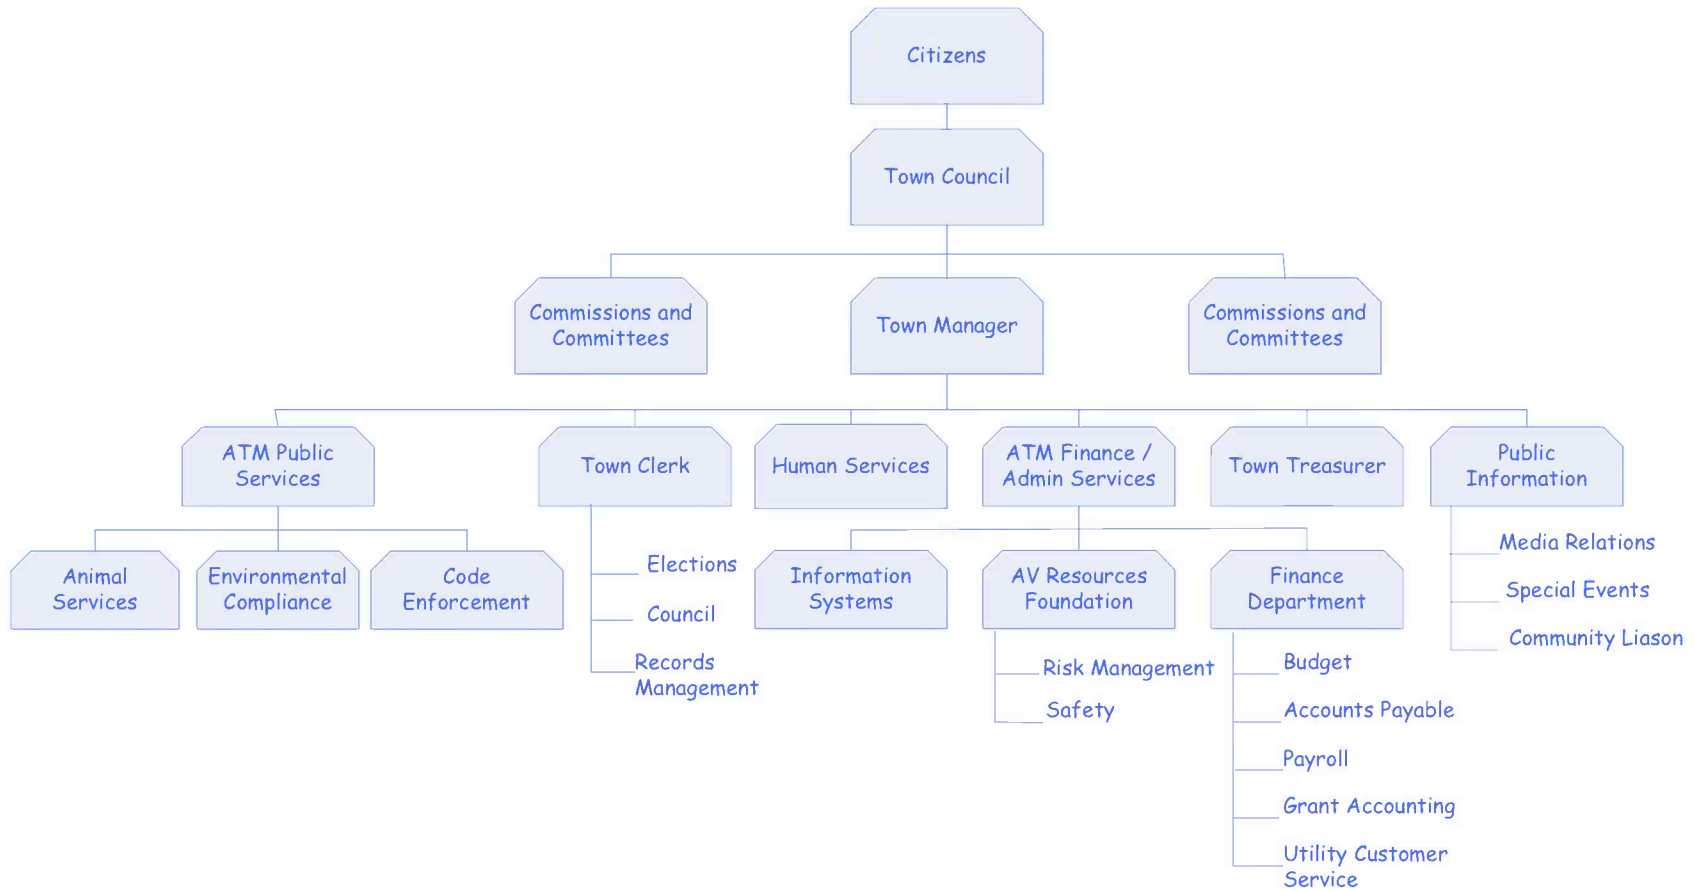 Citizens
Town Council
Commissions and
Committees
Town Manager
Commissions and
Committees
ATM Public
Services
Town Clerk
Human Services
ATM Finance /
Admin Services
Town Treasurer
Public
Information
Animal
Services
Environmental
Compliance
Code
Enforcement
Elections
Council
Records
Management
Information
Systems
AV Resources
Foundation
Risk Management
Safety
Finance
Department
Budget
Accounts Payable
Payroll
Grant Accounting
Utility Customer
Service
Media Relations
Special Events
Community Liason